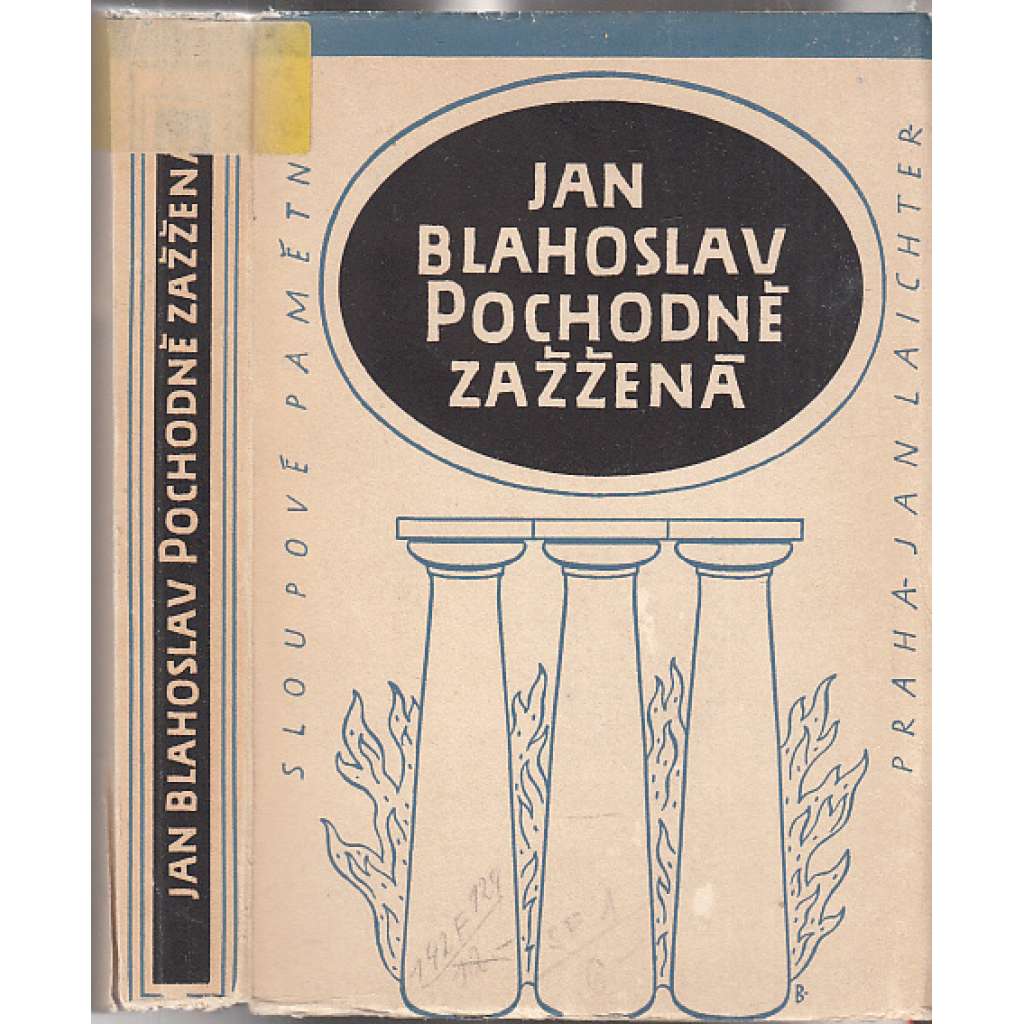 JAN BLAHOSLAV POCHODNĚ ZAŽŽENÁ
JAN
BLAHOSLAV
POCHODNĚ
ZAŽŽENÁ
SLOUPOVÉ PAMĚTN
PRAHA-JAN LAICHTER-
B-